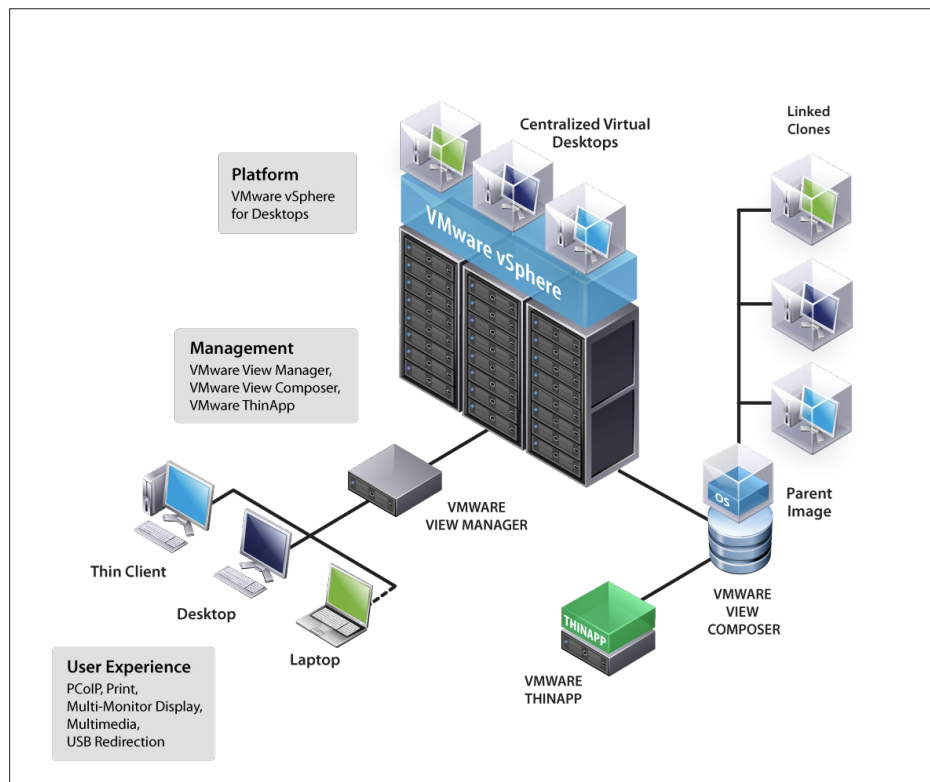 Centralized Virtual
Desktops
Linked
Clones
Platform
VMware vSphere
for Desktops
VMware vSphere
Management
VMware View Manager,
VMware View Composer,
VMware ThinApp
OS
Parent
Image
VMWARE
VIEW MANAGER
Thin Client
Desktop
Laptop
VMWARE
VIEW
COMPOSER
THINAPP
VMWARE
THINAPP
User Experience
PCoIP, Print,
Multi-Monitor Display,
Multimedia,
USB Redirection